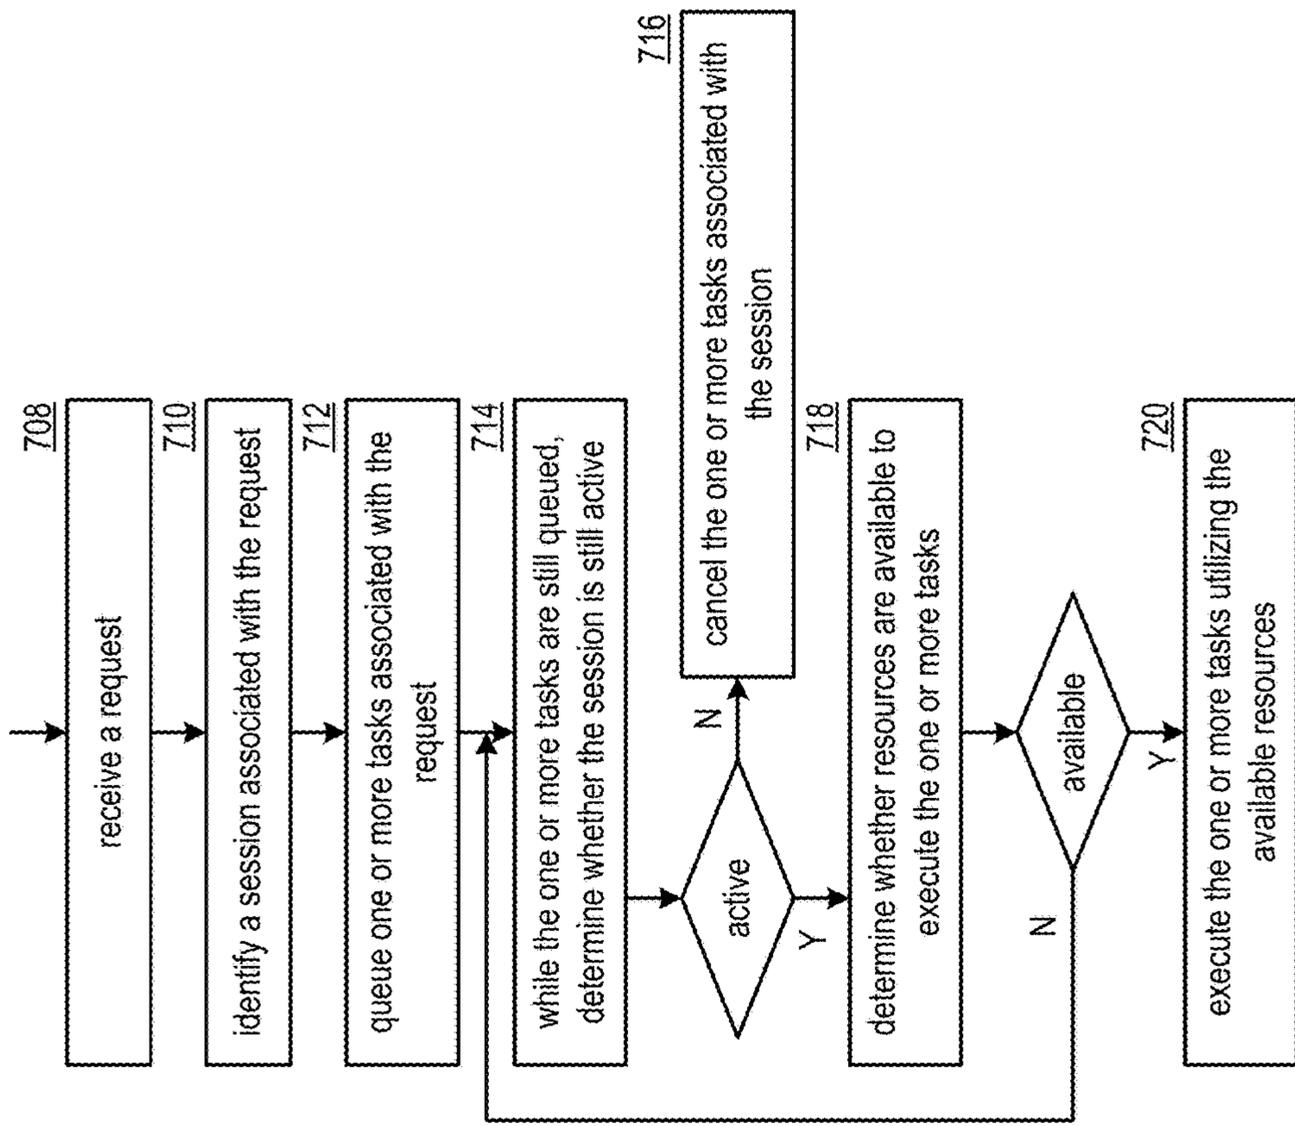 708
receive a request
710
identify a session associated with the request
712
queue one or more tasks associated with the
request
714
while the one or more tasks are still queued,
determine whether the session is still active
active
N
716
cancel the one or more tasks associated with
the session
Y
718
determine whether resources are available to
execute the one or more tasks
available
N
Y
720
execute the one or more tasks utilizing the
available resources